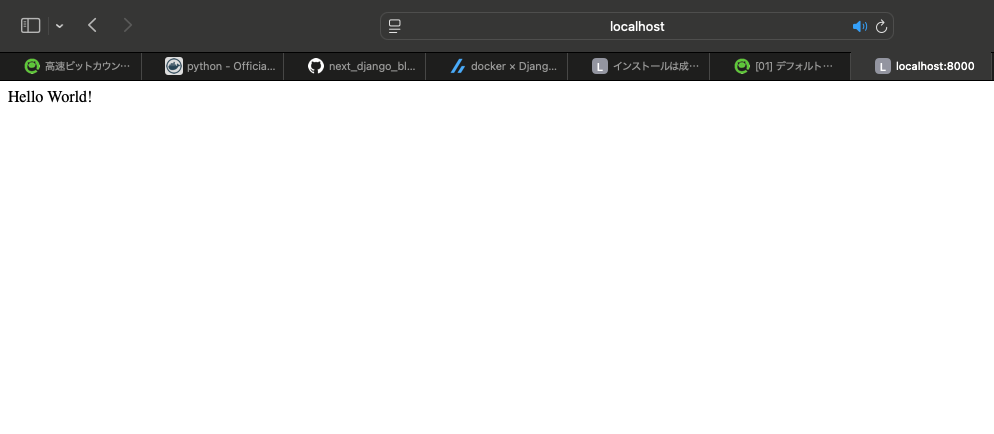 localhost
高速ビットカウン…
python - Officia...
next_django_bl...
docker × Djang...
L インストールは成…
[01] デフォルト…
L localhost:8000
Hello World!